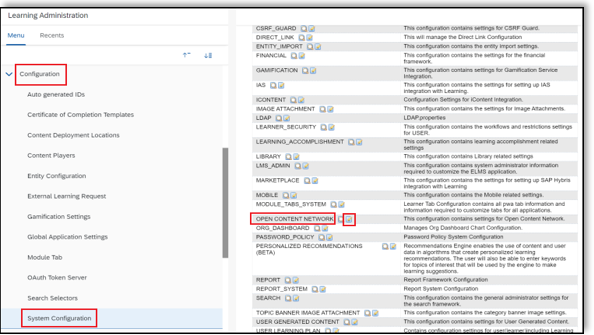 Learning Administration
Menu
Recents
Configuration
Auto generated IDs
Certificate of Completion Templates
Content Deployment Locations
Content Players
Entity Configuration
External Learning Request
Gamification Settings
Global Application Settings
Module Tab
OAuth Token Server
Search Selectors
System Configuration
CSRF_GUARD This configuration contains settings for CSRF Guard.
DIRECT_LINK This will manage the Direct Link Configuration
ENTITY_IMPORT This configuration contains the entity import settings.
FINANCIAL This configuration contains the settings for the financial
framework.
GAMIFICATION This configuration contains settings for Gamification Service
Integration.
IAS This configuration contains the settings for setting up IAS
integration with Learning.
ICONTENT Configuration Settings for iContent Integration.
IMAGE ATTACHMENT This configuration contains the settings for Image Attachments.
LDAP LDAP.properties
LEARNER_SECURITY This configuration contains the workflows and restrictions settings
for USER.
LEARNING_ACCOMPLISHMENT This configuration contains learning accomplishment related
settings
LIBRARY This configuration contains Library related settings
LMS_ADMIN This configuration contains system administrator information
required to customize the ELMS application.
MARKETPLACE This configuration contains the settings for setting up SAP Hybris
integration with Learning
MOBILE This configuration contains the Mobile related settings.
MODULE_TABS_SYSTEM Learner Tab Configuration contains all pwa tab information and
information required to customize tabs for all applications.
OPEN CONTENT NETWORK This configuration contains settings for Open Content Network.
ORG_DASHBOARD Manages Org Dashboard Chart Configuration.
PASSWORD_POLICY Password Policy System Configuration
PERSONALIZED RECOMMENDATIONS Recommendations Engine enables the use of content and user
(BETA) data in algorithms that create personalized learning
recommendations. The user will also be able to enter keywords
for topics of interest that will be used by the engine to make
learning suggestions.
REPORT Report Framework Configuration
REPORT_SYSTEM Report System Configuration
SEARCH This configuration contains the general administrator settings for
the search framework.
TOPIC BANNER IMAGE ATTACHMENT This configuration contains the category banner image settings.
USER GENERATED CONTENT This configuration contains settings for User Generated Content.
USER LEARNING PLAN Contains configuration settings for user/learner including Learning